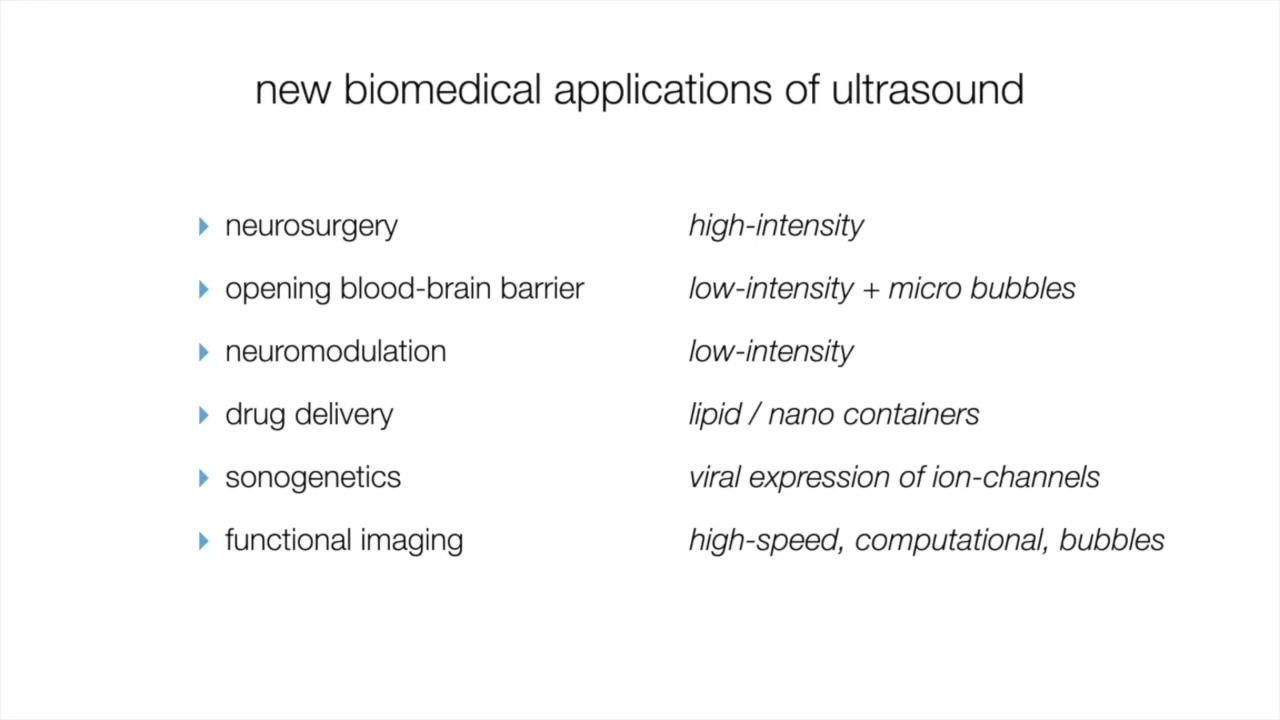 new biomedical applications of ultrasound
neurosurgery high-intensity
opening blood-brain barrier low-intensity + micro bubbles
neuromodulation low-intensity
drug delivery lipid / nano containers
sonogenetics viral expression of ion-channels
functional imaging high-speed, computational, bubbles